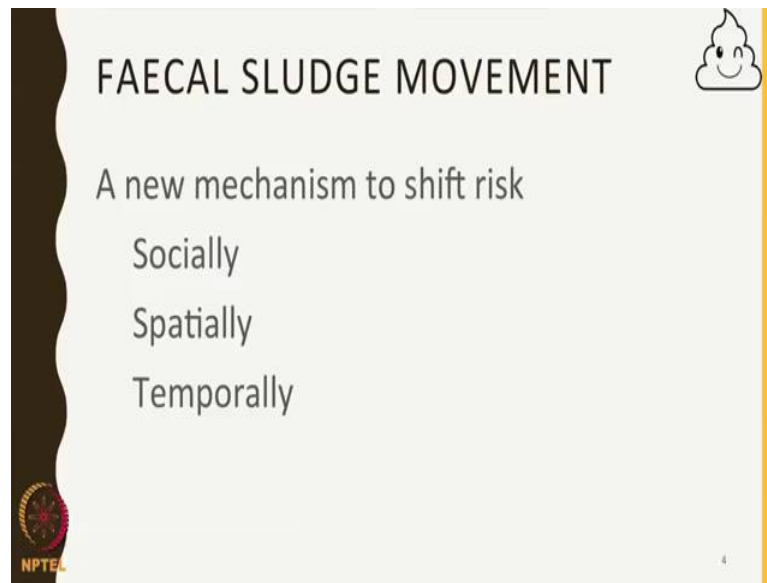 FAECAL SLUDGE MOVEMENT
A new mechanism to shift risk
Socially
Spatially
Temporally
NPTEL
4